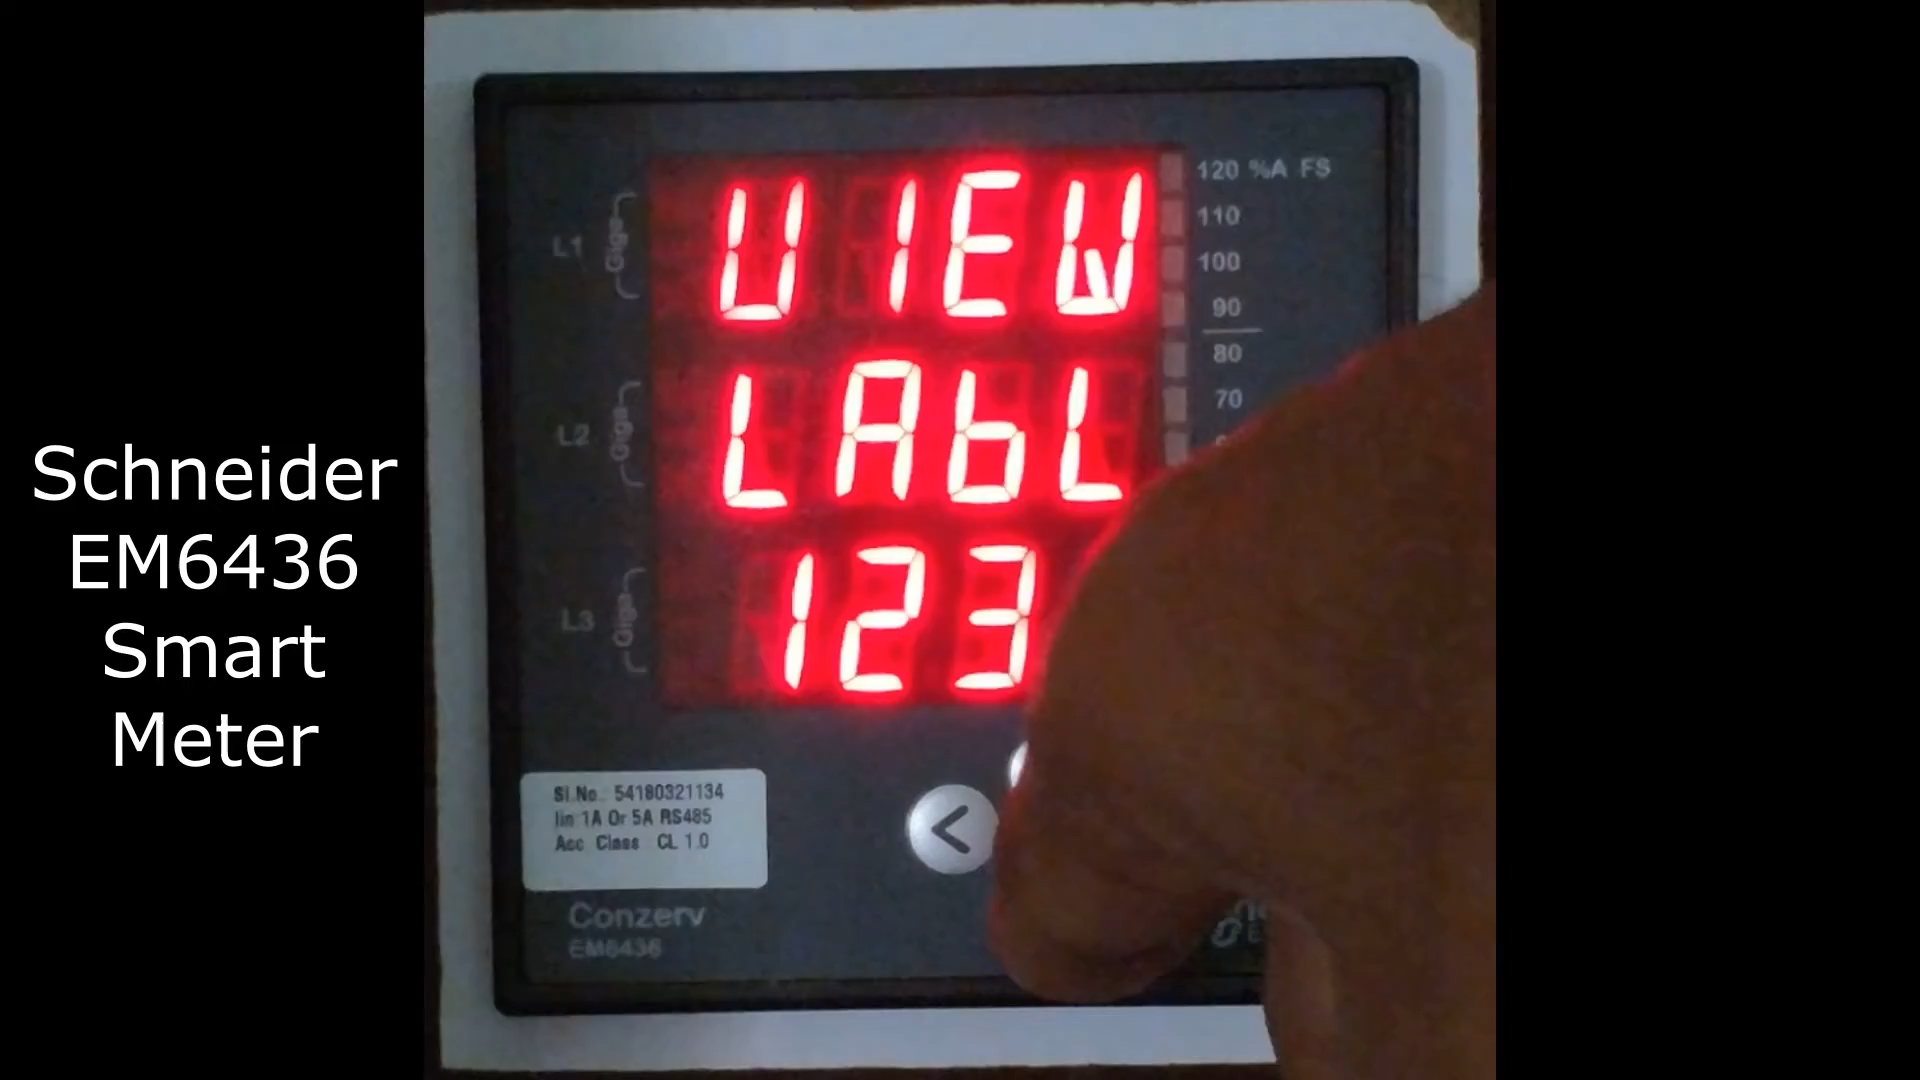 Schneider
EM6436
Smart
Meter
120 %A FS
110
100
90
80
70
L1
Giga
VIEW
L2
Giga
LAbL
L3
Giga
123
<
Sl.No. 54180321134
Iin 1A Or 5A RS485
Acc Class CL 1.0
Conzerv
EM6436